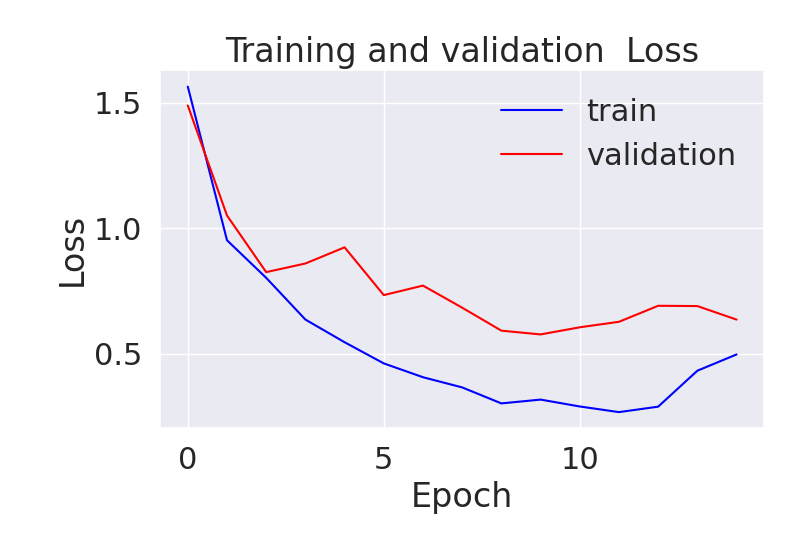 Training and validation  Loss
train
validation
Loss
1.5
1.0
0.5
0 5 10
Epoch